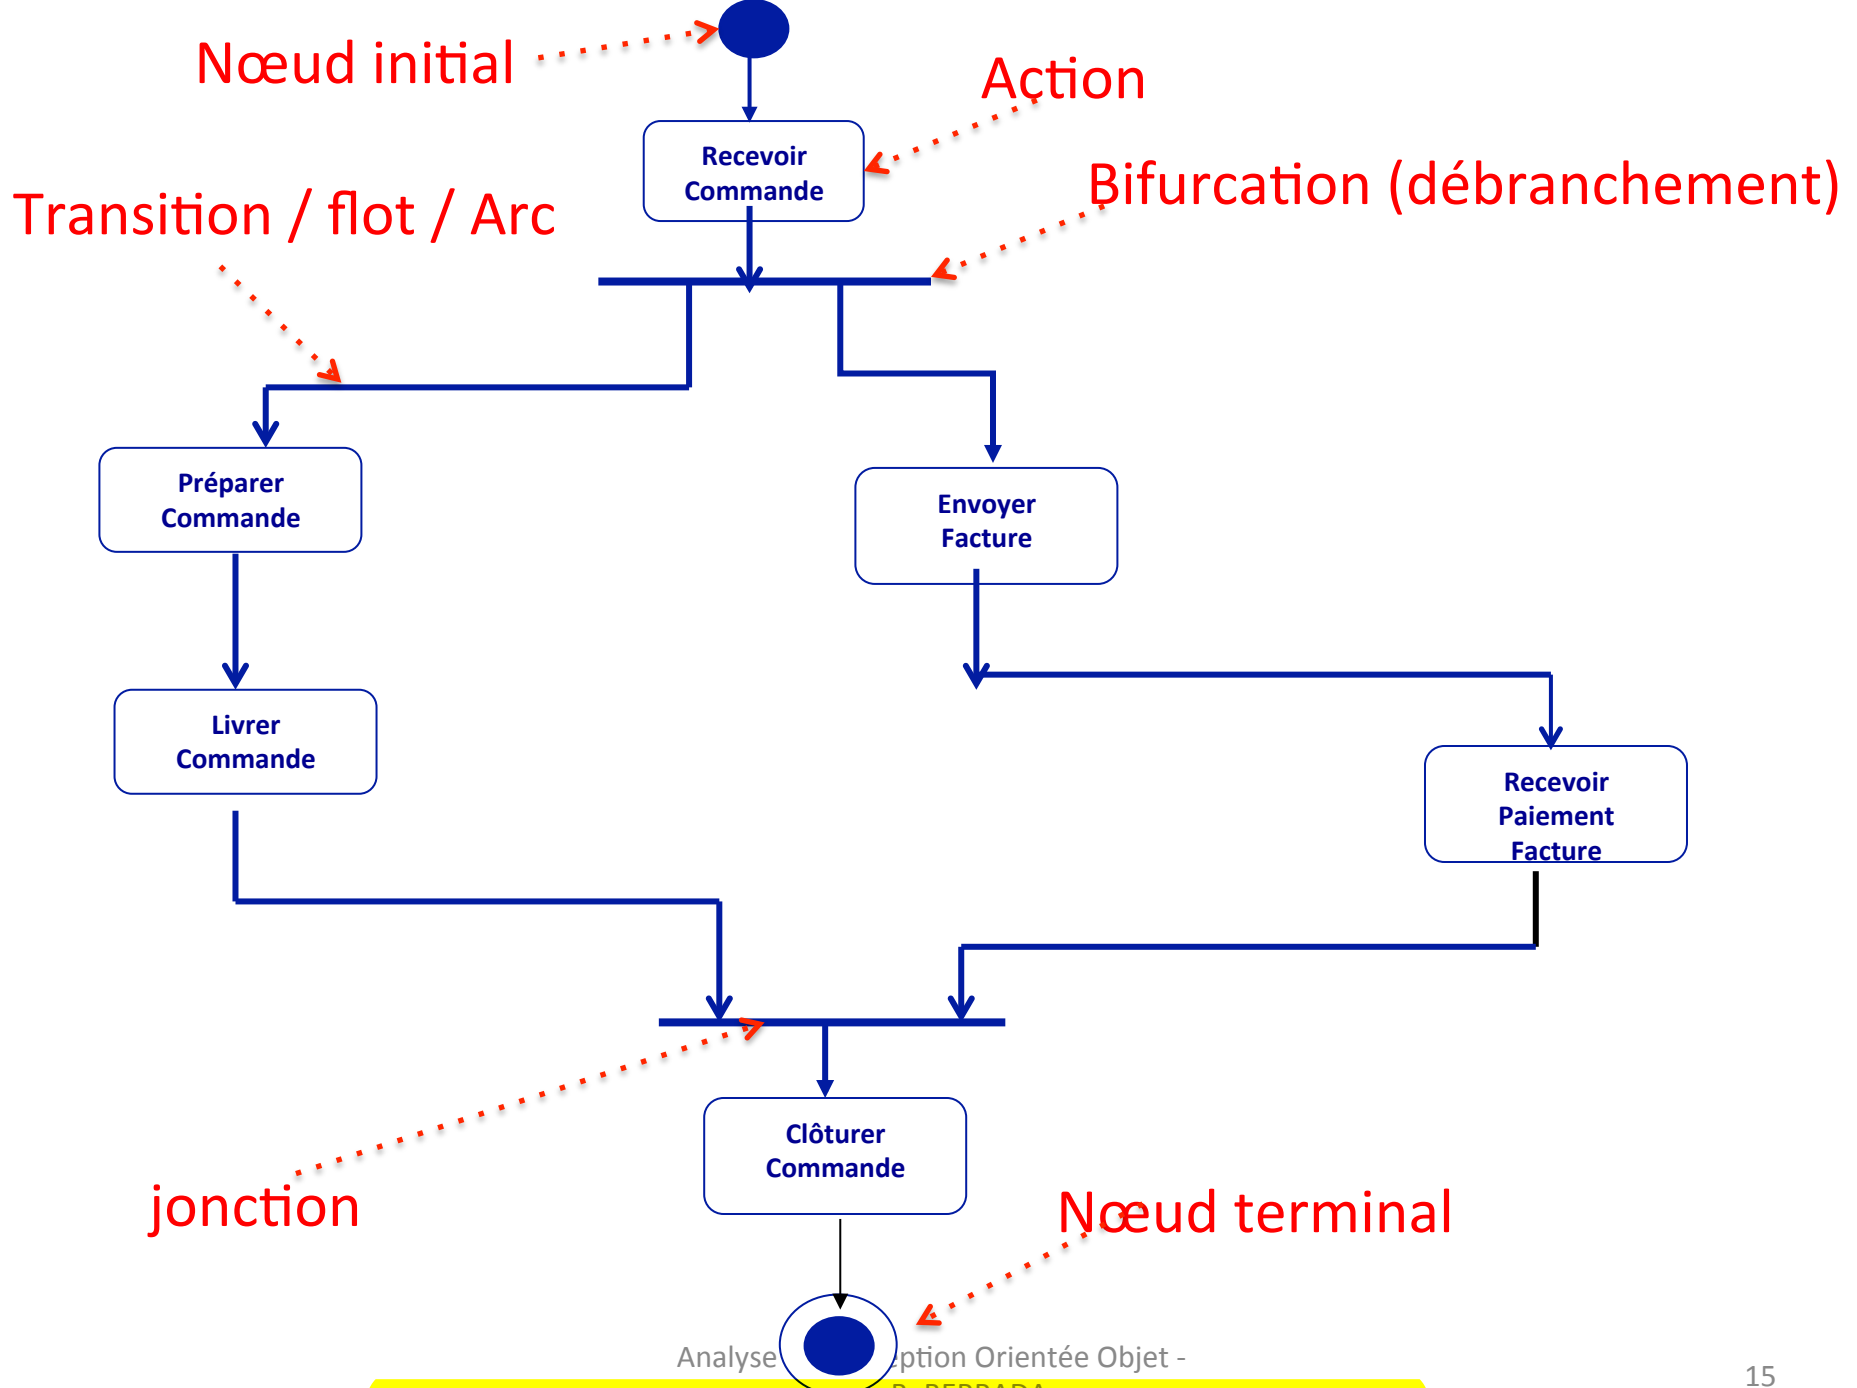 Nœud initial
Action
Recevoir
Commande
Bifurcation (débranchement)
Transition / flot / Arc
Préparer
Commande
Envoyer
Facture
Livrer
Commande
Recevoir
Paiement
Facture
Clôturer
Commande
jonction
Nœud terminal
Analyse ption Orientée Objet -
15